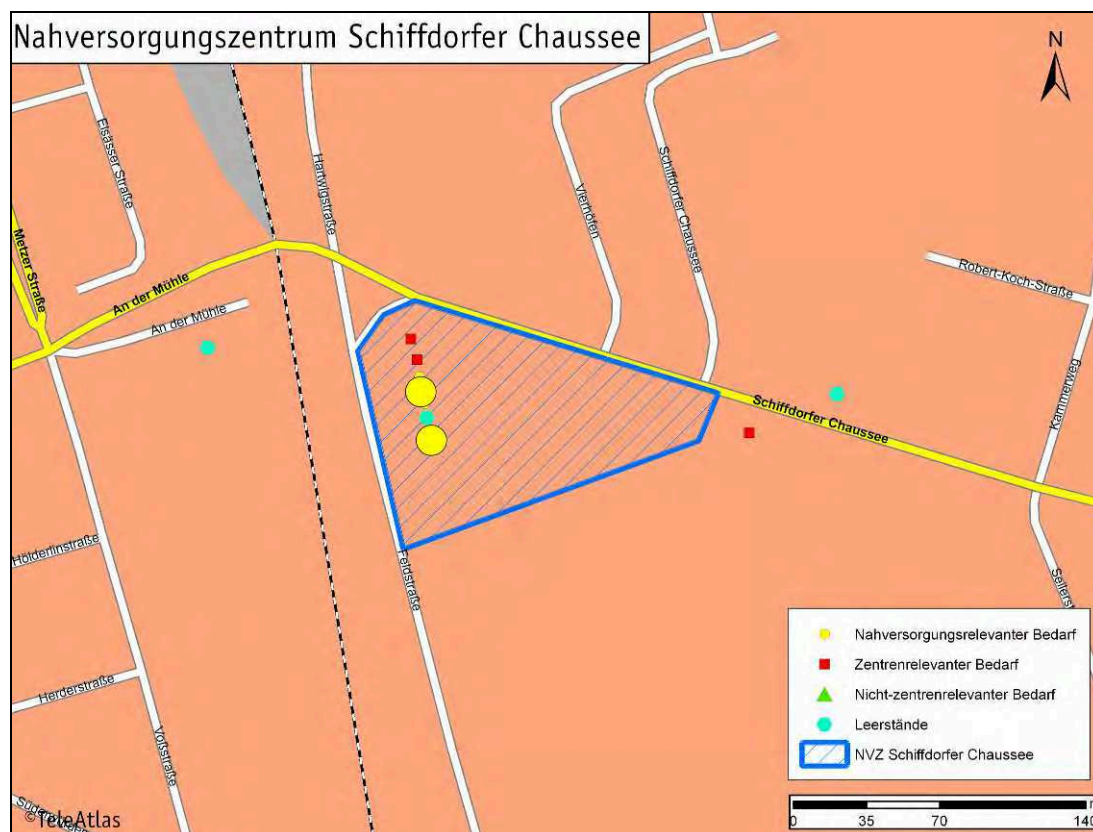 Nahversorgungszentrum Schiffdorfer Chaussee
N
Elsässer Straße
Hartwigstraße
Vierhöfen
Schiffdorfer Chaussee
Metzer Straße
An der Mühle
An der Mühle
Robert-Koch-Straße
Kammerweg
Schiffdorfer Chaussee
Hölderlinstraße
Feldstraße
Herderstraße
Voßstraße
Nahversorgungsrelevanter Bedarf
Zentrenrelevanter Bedarf
Nicht-zentrenrelevanter Bedarf
Leerstände
NVZ Schiffdorfer Chaussee
0 35 70 140
©TeleAtlas